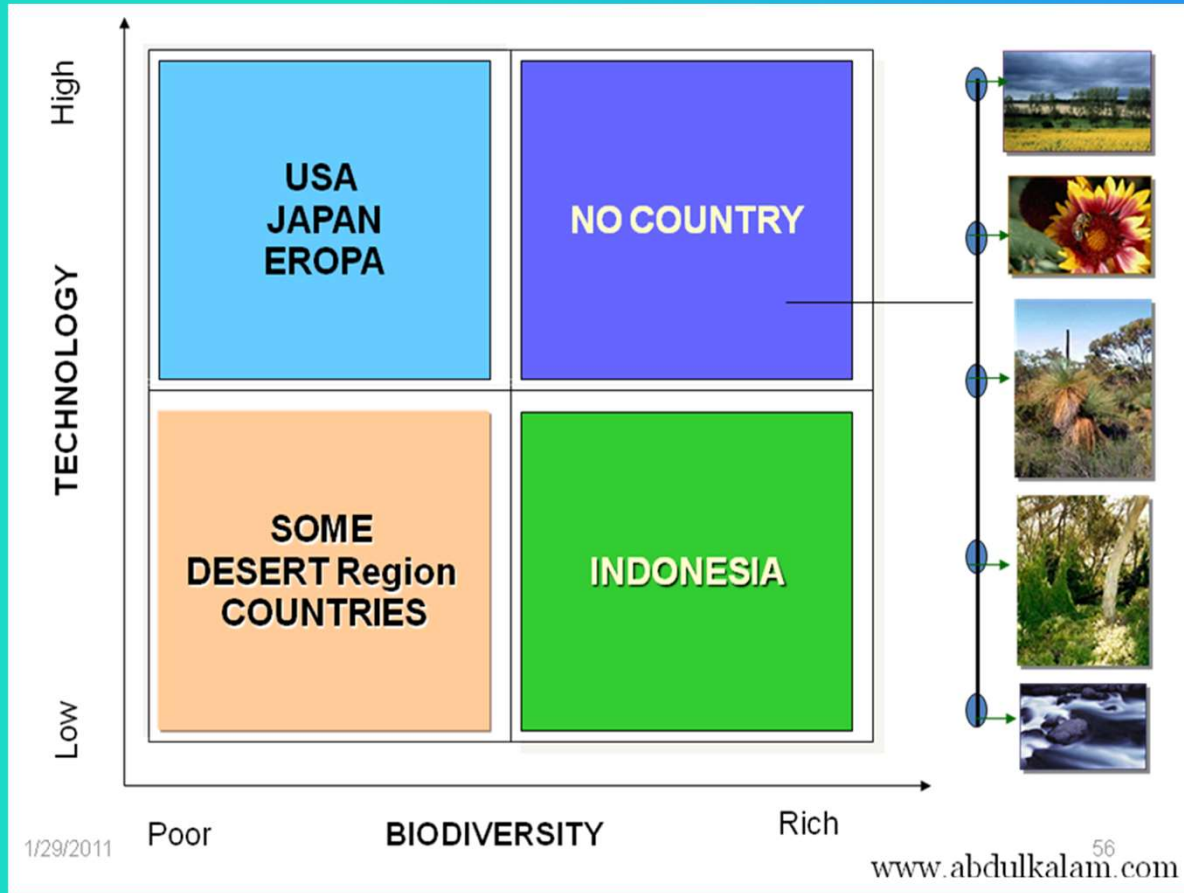 High
TECHNOLOGY
Low
USA
JAPAN
EROPA
NO COUNTRY
SOME
DESERT Region
COUNTRIES
INDONESIA
Poor
BIODIVERSITY
Rich
1/29/2011
56
www.abdulkalam.com